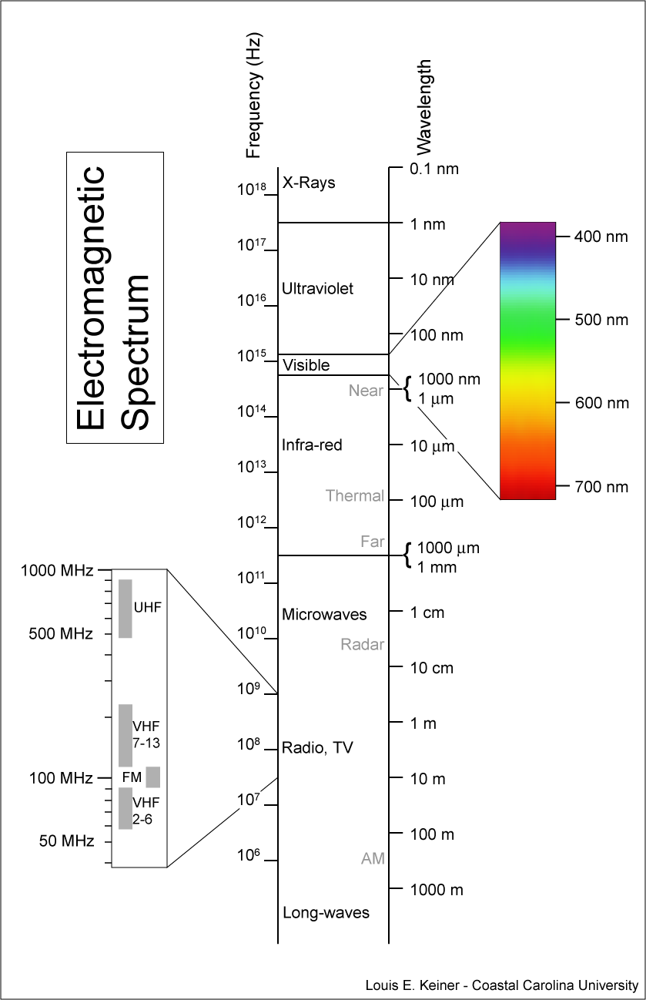 Electromagnetic
Spectrum
Frequency (Hz)
Wavelength
10¹⁸
10¹⁷
10¹⁶
10¹⁵
10¹⁴
10¹³
10¹²
10¹¹
10¹⁰
10⁹
10⁸
10⁷
10⁶
X-Rays
Ultraviolet
Visible
Near
Infra-red
Thermal
Far
Microwaves
Radar
Radio, TV
AM
Long-waves
0.1 nm
1 nm
10 nm
100 nm
{ 1000 nm
1 μm
10 μm
100 μm
{ 1000 μm
1 mm
1 cm
10 cm
1 m
10 m
100 m
1000 m
400 nm
500 nm
600 nm
700 nm
1000 MHz
500 MHz
100 MHz
50 MHz
UHF
VHF
7-13
FM
VHF
2-6
Louis E. Keiner - Coastal Carolina University